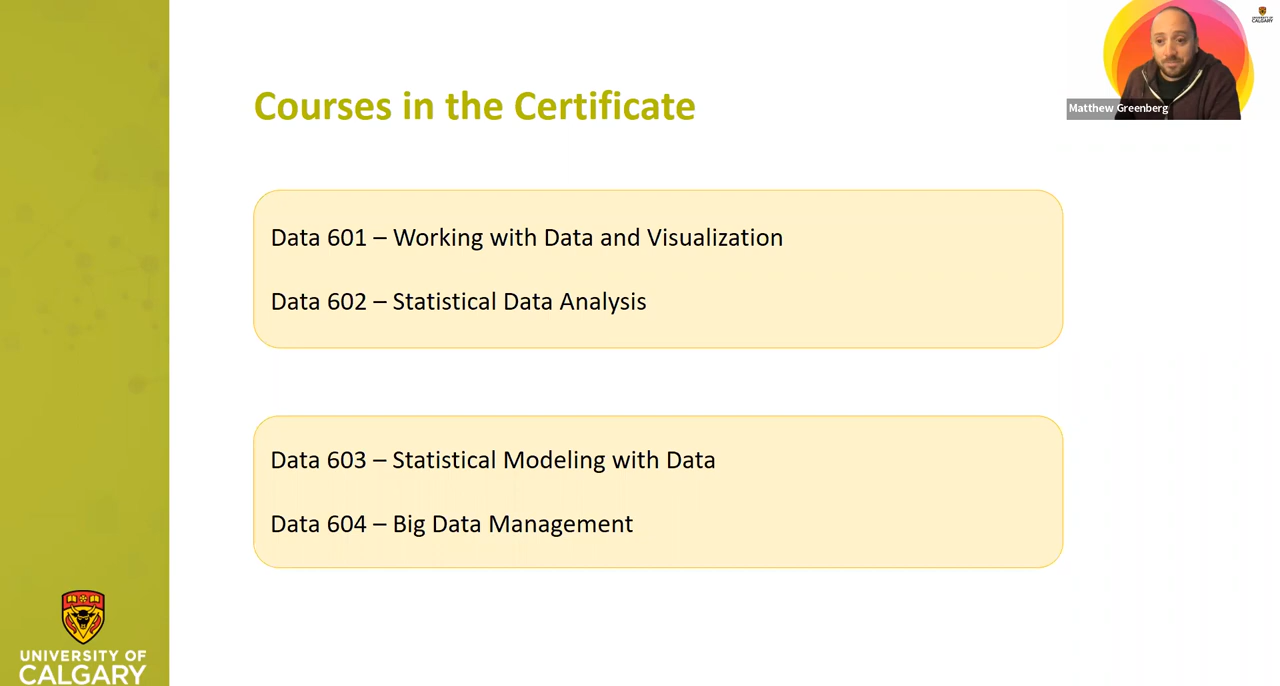 Courses in the Certificate
Matthew Greenberg
Data 601 – Working with Data and Visualization
Data 602 – Statistical Data Analysis
Data 603 – Statistical Modeling with Data
Data 604 – Big Data Management
UNIVERSITY OF
CALGARY